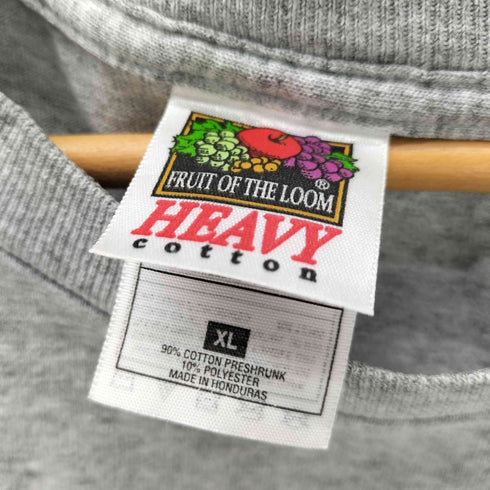 FRUIT OF THE LOOM
®
HEAVY
cotton
XL
90% COTTON PRESHRUNK
10% POLYESTER
MADE IN HONDURAS